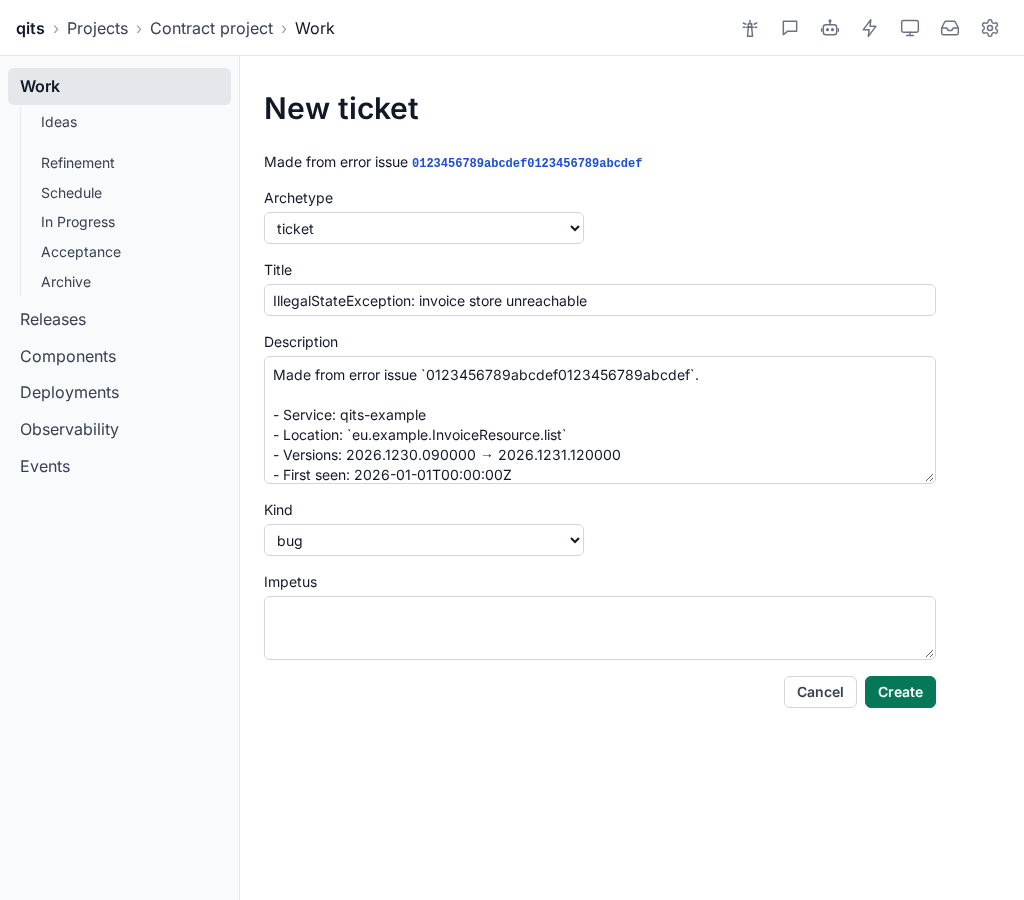 qits › Projects › Contract project › Work
Work
Ideas
Refinement
Schedule
In Progress
Acceptance
Archive
Releases
Components
Deployments
Observability
Events
New ticket
Made from error issue 0123456789abcdef0123456789abcdef
Archetype
ticket
Title
IllegalStateException: invoice store unreachable
Description
Made from error issue `0123456789abcdef0123456789abcdef`.
- Service: qits-example
- Location: `eu.example.InvoiceResource.list`
- Versions: 2026.1230.090000 → 2026.1231.120000
- First seen: 2026-01-01T00:00:00Z
Kind
bug
Impetus
Cancel Create